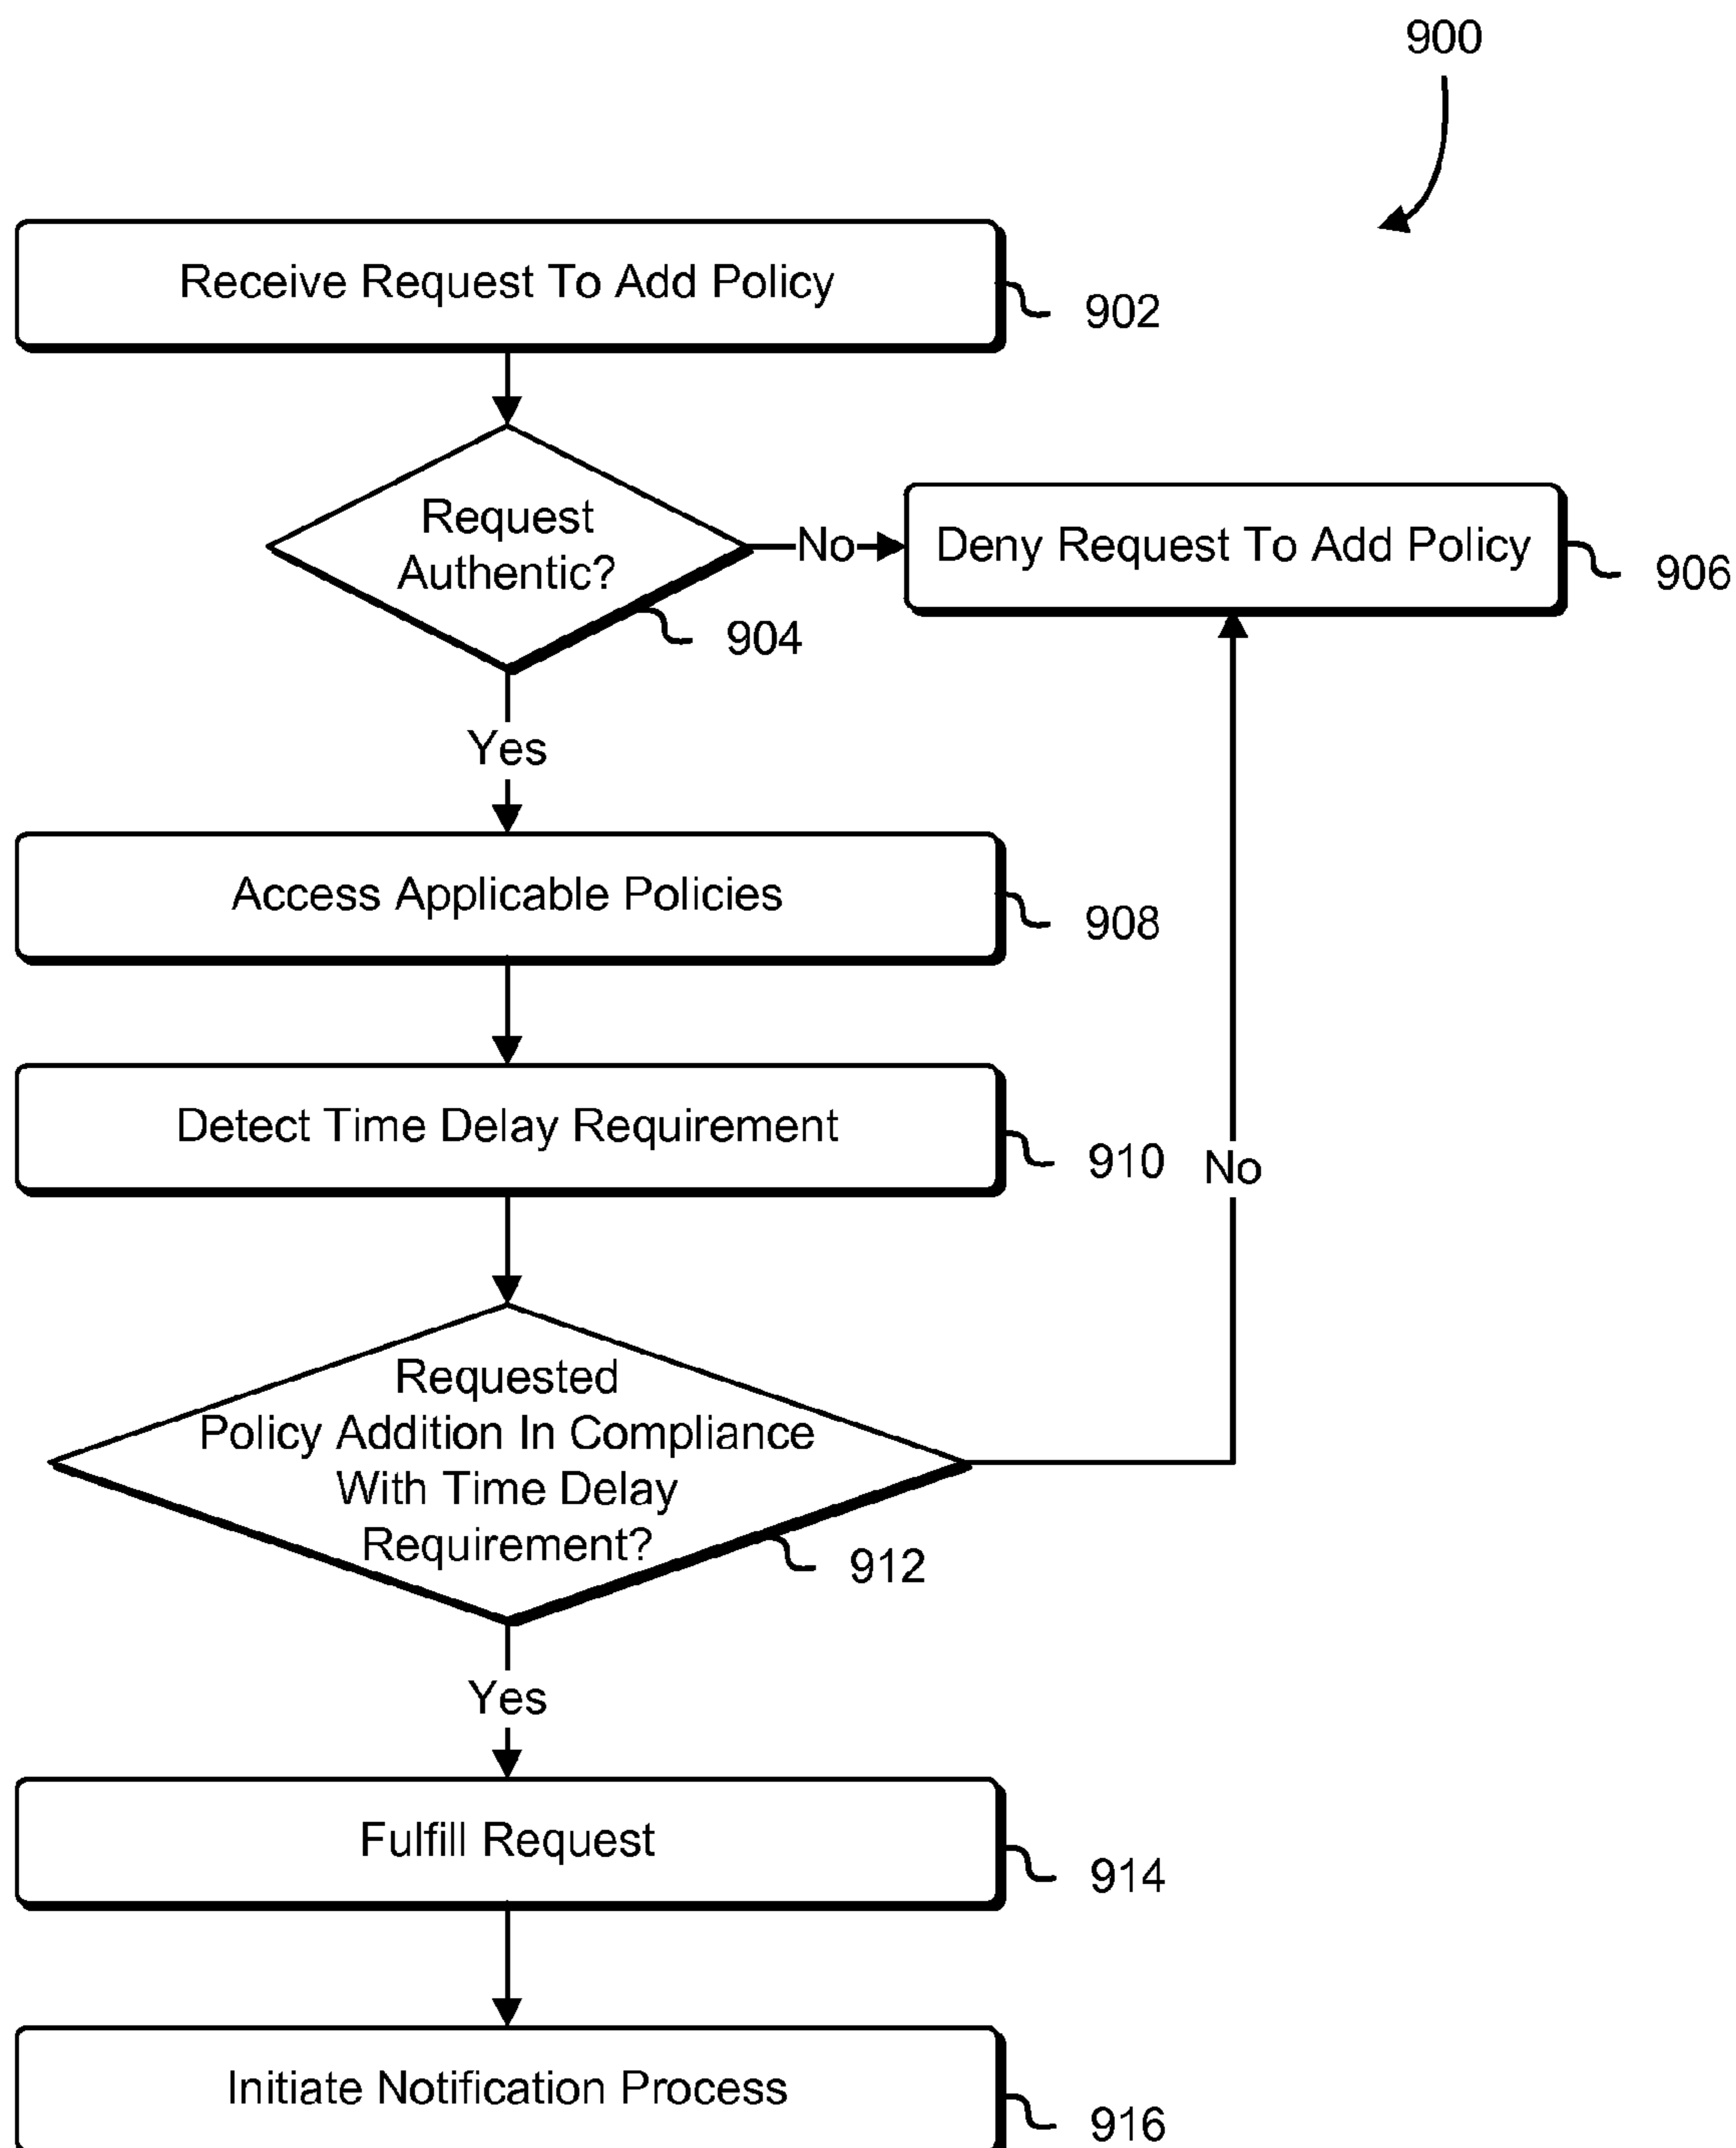 900
Receive Request To Add Policy
902
Request
Authentic?
904
No
Deny Request To Add Policy
906
Yes
Access Applicable Policies
908
Detect Time Delay Requirement
910
No
Requested
Policy Addition In Compliance
With Time Delay
Requirement?
912
Yes
Fulfill Request
914
Initiate Notification Process
916